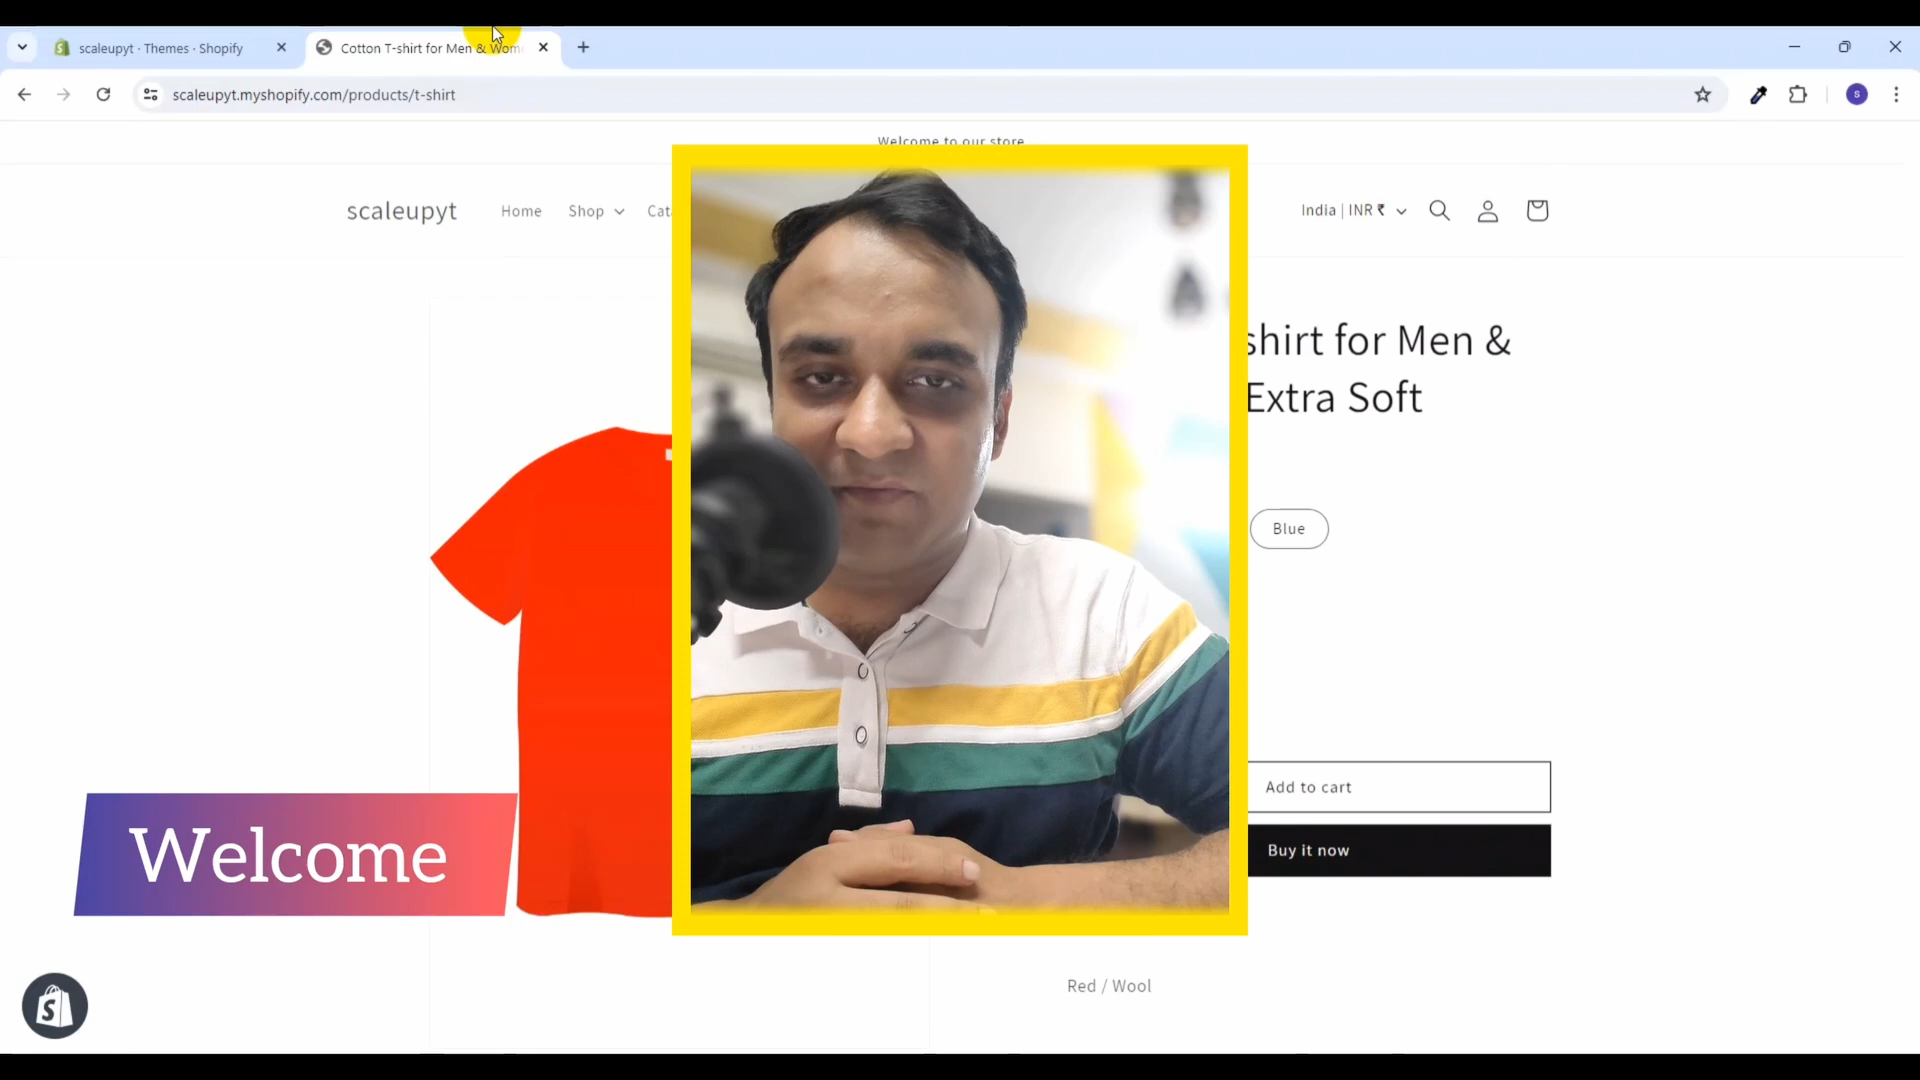 scaleupyt · Themes · Shopify
Cotton T-shirt for Men & Wom
scaleupyt.myshopify.com/products/t-shirt
S
Welcome to our store
scaleupyt
Home
Shop
Cata
India | INR ₹
shirt for Men &
Extra Soft
Blue
Add to cart
Buy it now
Welcome
Red / Wool